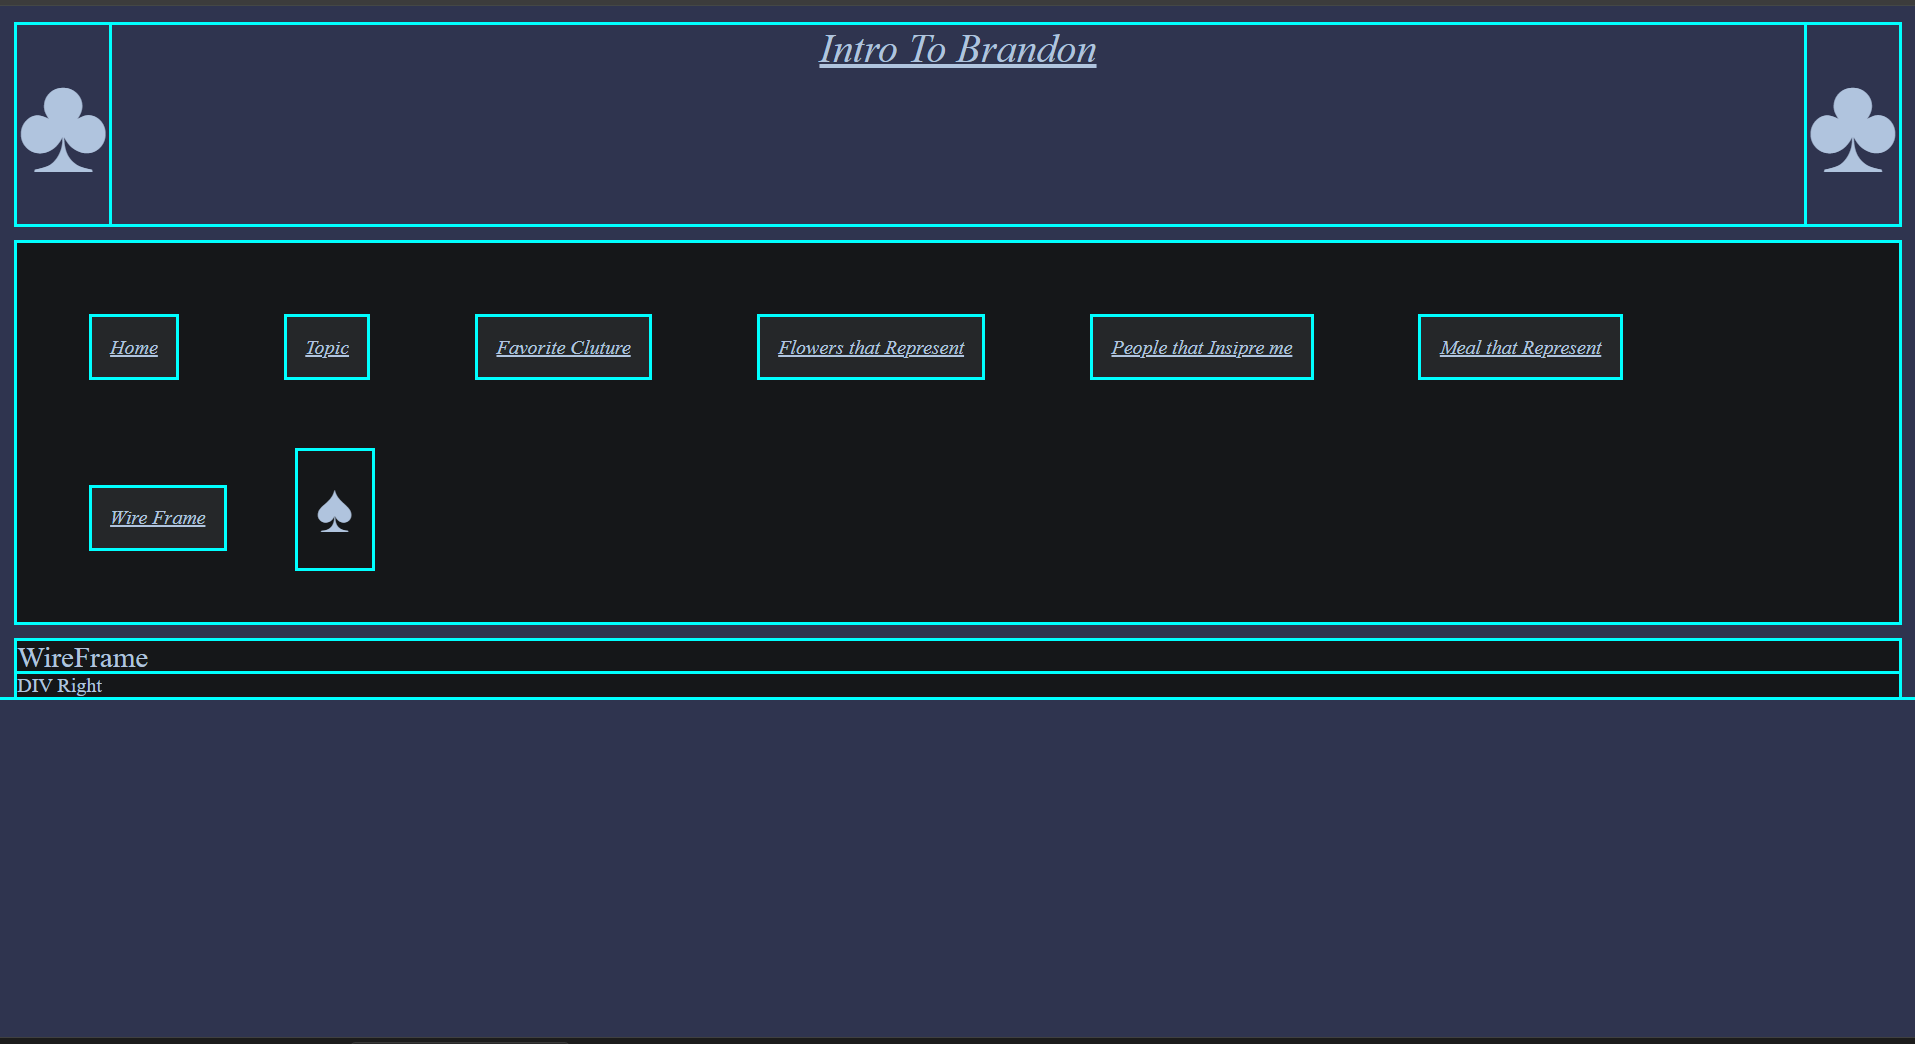 ♣ Intro To Brandon ♣
Home Topic Favorite Cluture Flowers that Represent People that Insipre me Meal that Represent
Wire Frame ♠
WireFrame
DIV Right